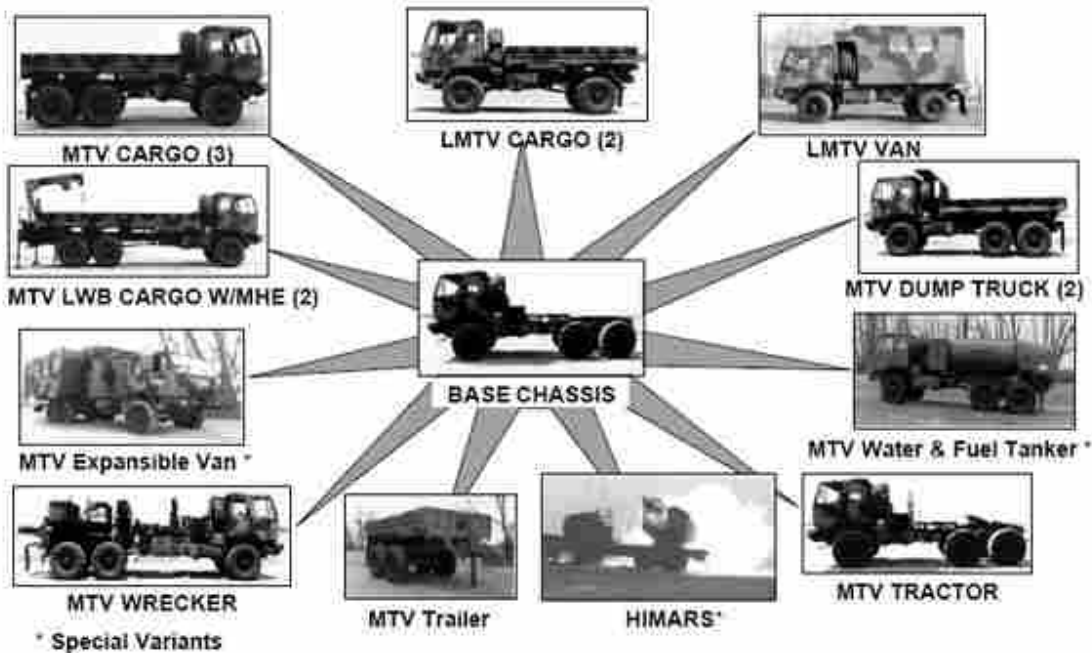 MTV CARGO (3)
LMTV CARGO (2)
LMTV VAN
MTV LWB CARGO W/MHE (2)
MTV DUMP TRUCK (2)
BASE CHASSIS
MTV Expansible Van *
MTV Water & Fuel Tanker *
MTV WRECKER
MTV Trailer
HIMARS*
MTV TRACTOR
* Special Variants